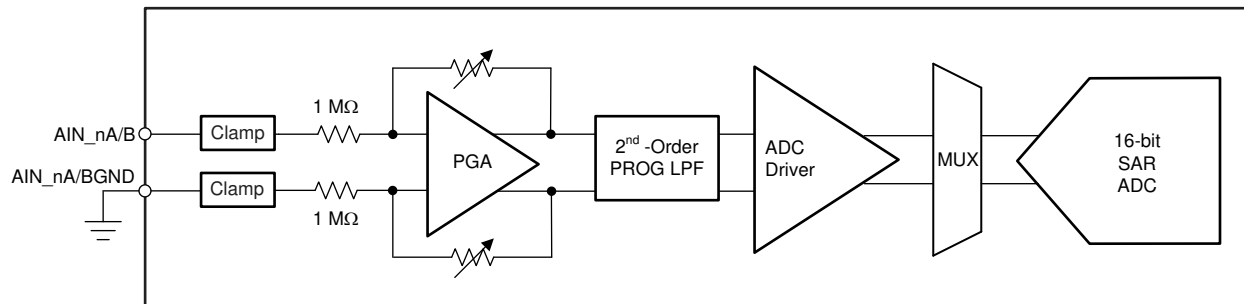 AIN_nA/B
Clamp
1 MΩ
PGA
2nd -Order
PROG LPF
ADC
Driver
MUX
16-bit
SAR
ADC
AIN_nA/BGND
Clamp
1 MΩ